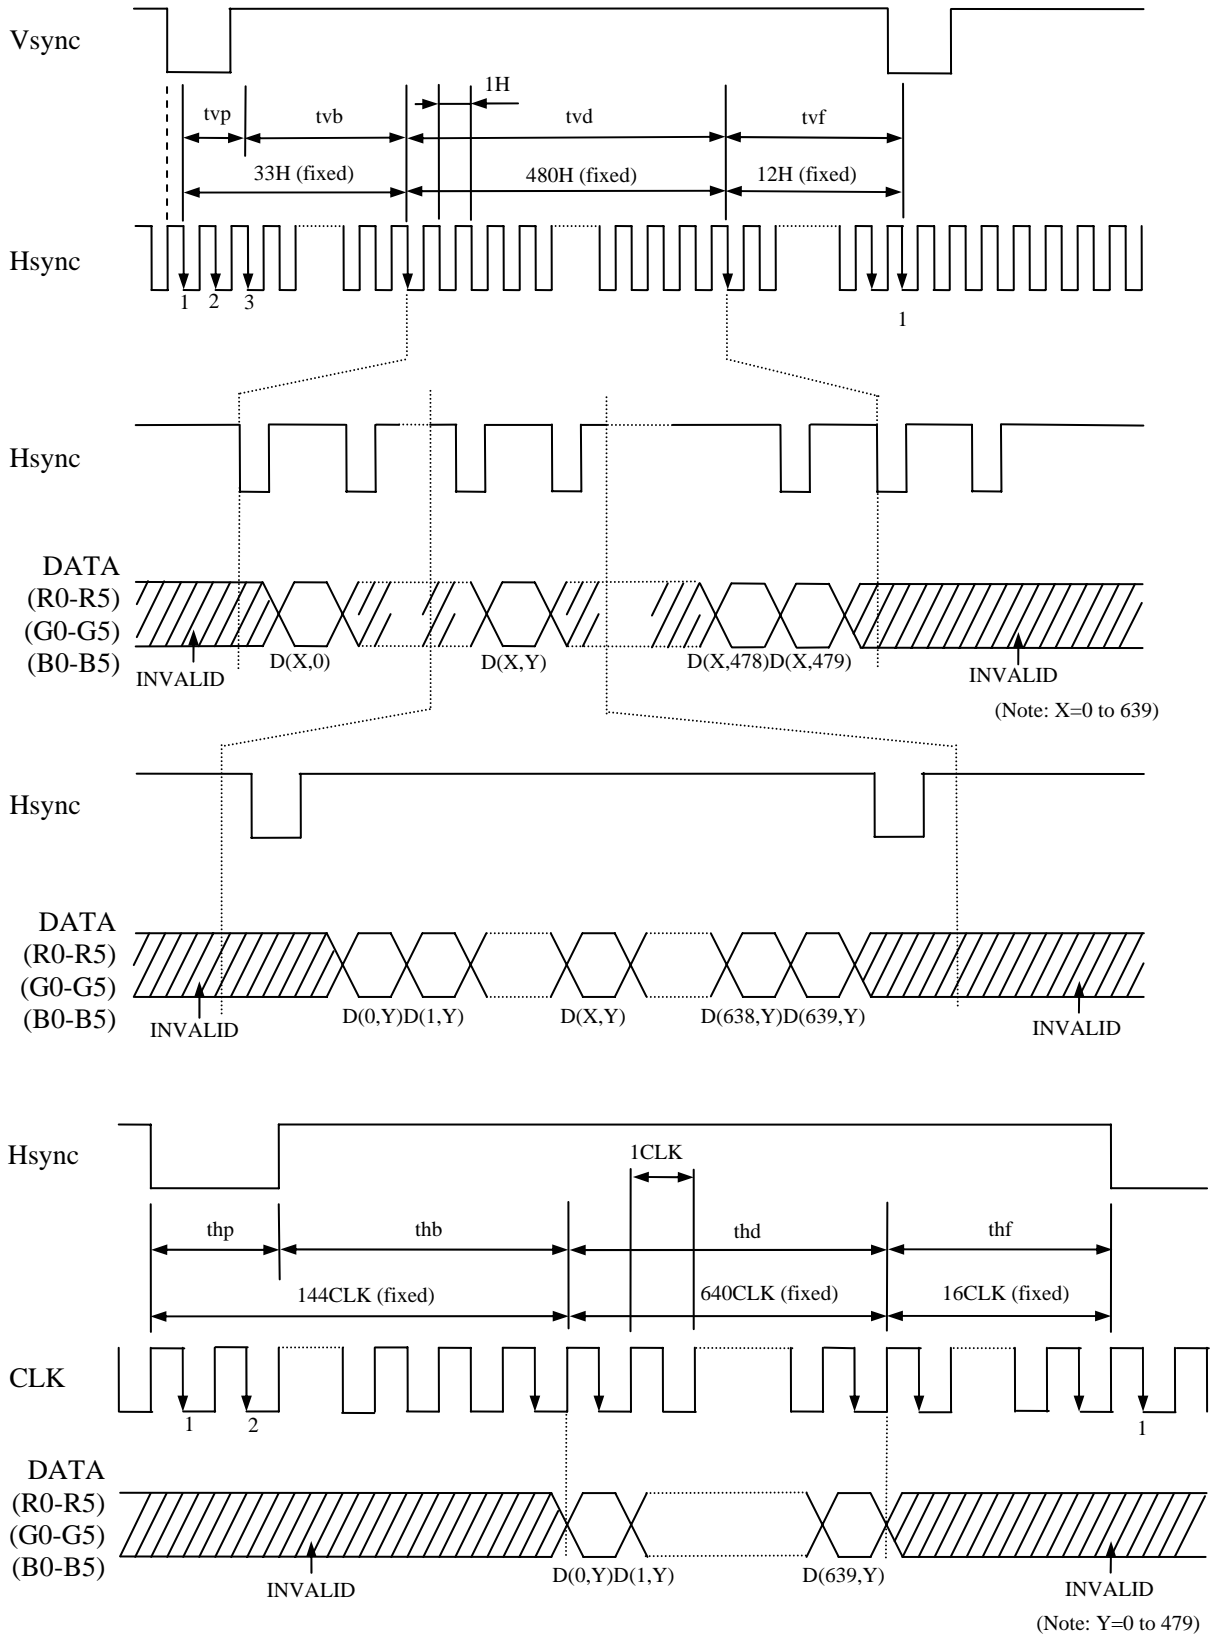 Vsync
1H
tvp tvb tvd tvf
33H (fixed) 480H (fixed) 12H (fixed)
Hsync
1 2 3 1
Hsync
DATA
(R0-R5)
(G0-G5)
(B0-B5)
D(X,0) D(X,Y) D(X,478)D(X,479)
INVALID INVALID
(Note: X=0 to 639)
Hsync
DATA
(R0-R5)
(G0-G5)
(B0-B5)
D(0,Y)D(1,Y) D(X,Y) D(638,Y)D(639,Y)
INVALID INVALID
Hsync
1CLK
thp thb thd thf
144CLK (fixed) 640CLK (fixed) 16CLK (fixed)
CLK
1 2 1
DATA
(R0-R5)
(G0-G5)
(B0-B5)
D(0,Y)D(1,Y) D(639,Y)
INVALID INVALID
(Note: Y=0 to 479)